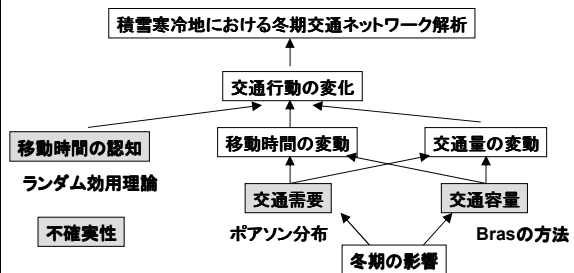 積雪寒冷地における冬期交通ネットワーク解析
交通行動の変化
移動時間の認知
移動時間の変動
交通量の変動
ランダム効用理論
交通需要
交通容量
不確実性
ポアソン分布
Brasの方法
冬期の影響